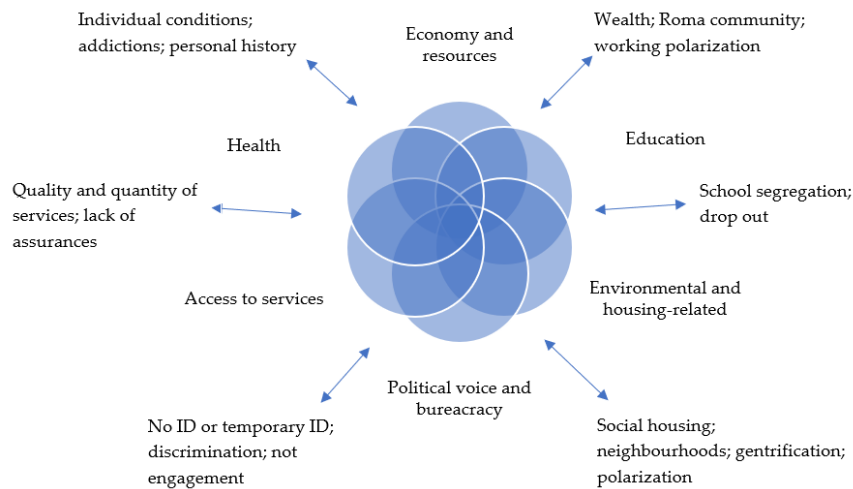 Individual conditions;
addictions; personal history
Economy and
resources
Wealth; Roma community;
working polarization
Health
Education
Quality and quantity of
services; lack of
assurances
School segregation;
drop out
Access to services
Environmental and
housing-related
Political voice and
bureacracy
No ID or temporary ID;
discrimination; not
engagement
Social housing;
neighbourhoods; gentrification;
polarization